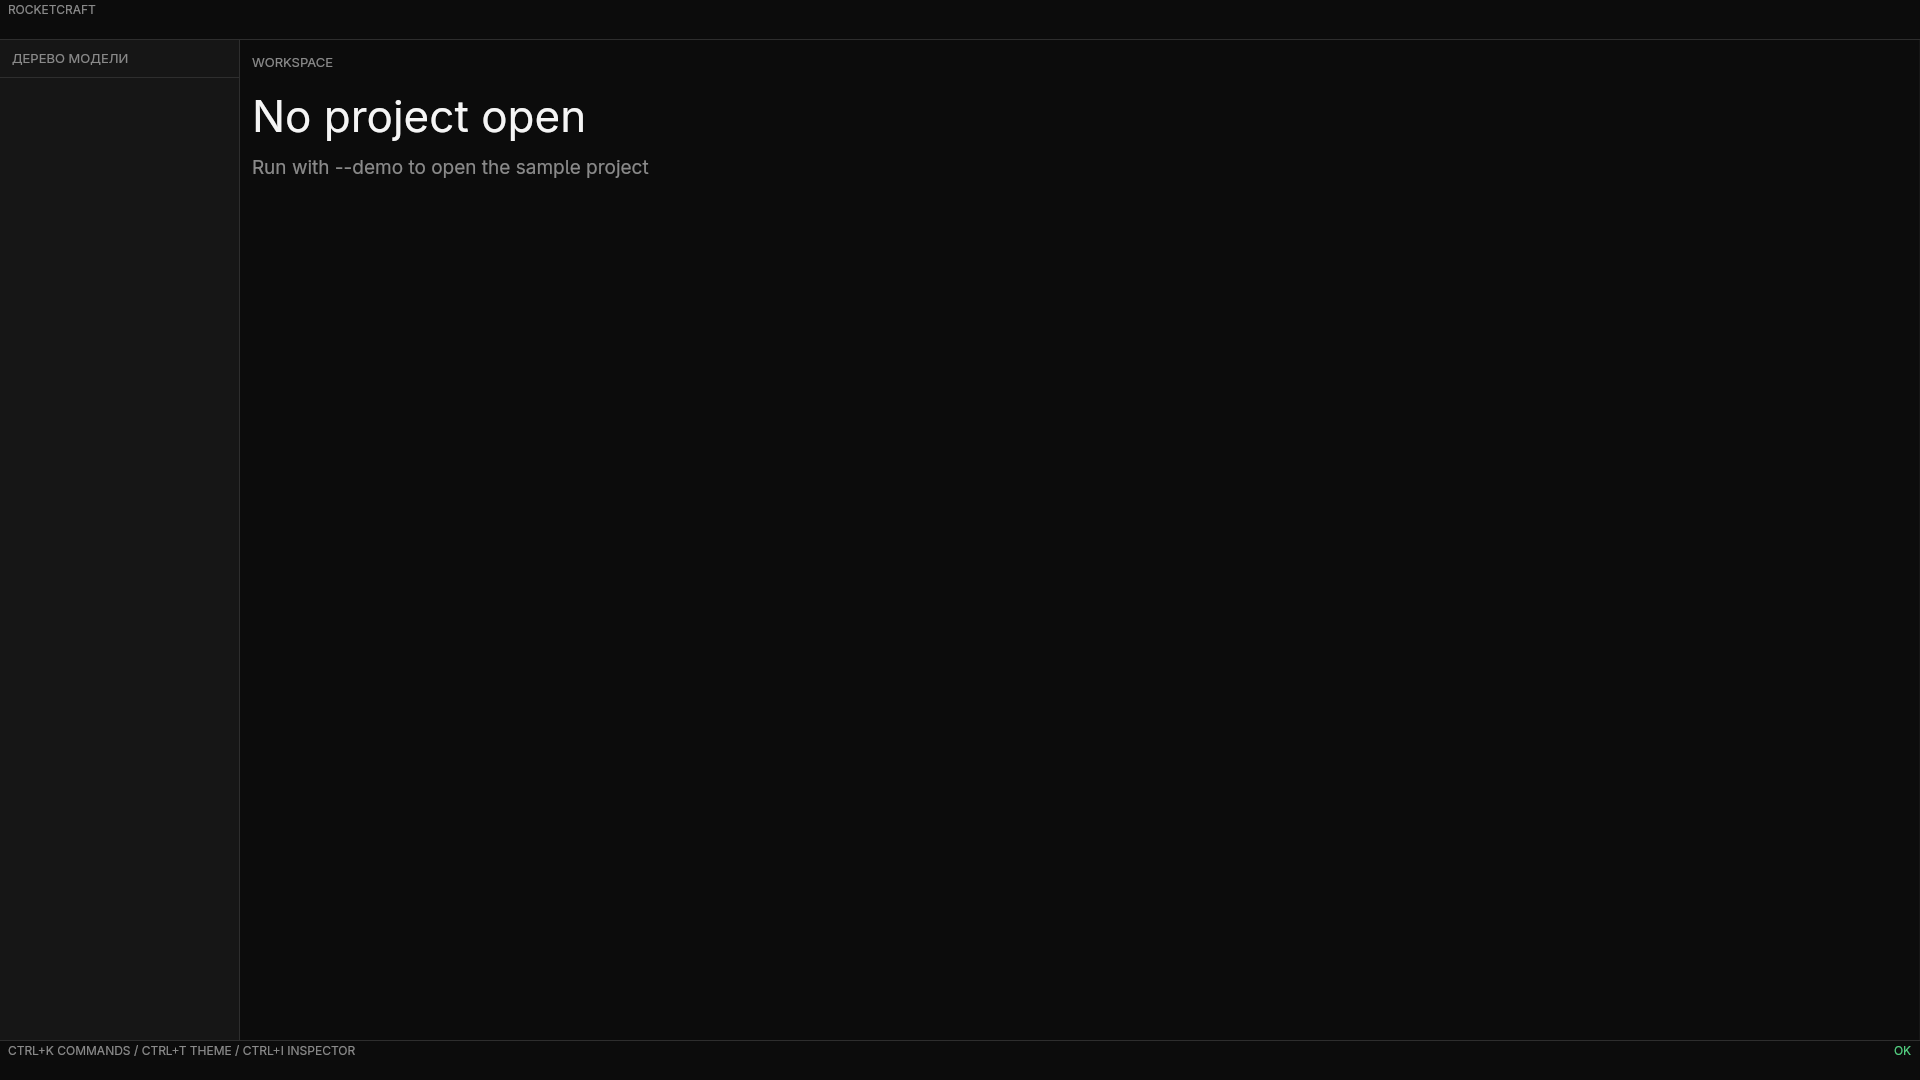 ROCKETCRAFT
ДЕРЕВО МОДЕЛИ
WORKSPACE
No project open
Run with --demo to open the sample project
CTRL+K COMMANDS / CTRL+T THEME / CTRL+I INSPECTOR
OK